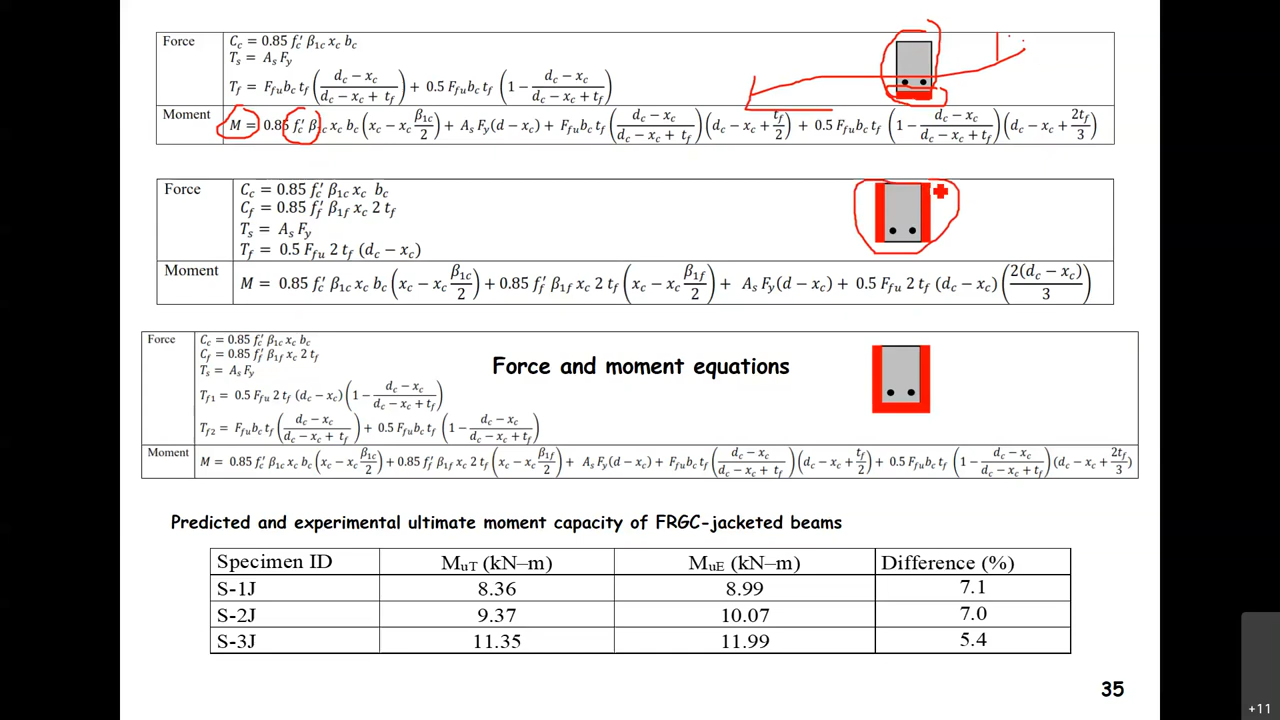 Force
C_c = 0.85 f_c′ β_1c x_c b_c
T_s = A_s F_y
T_f = F_fu b_c t_f ( (d_c − x_c) / (d_c − x_c + t_f) ) + 0.5 F_fu b_c t_f ( 1 − (d_c − x_c) / (d_c − x_c + t_f) )
Moment
M = 0.85 f_c′ β_1c x_c b_c ( x_c − x_c β_1c/2 ) + A_s F_y (d − x_c) + F_fu b_c t_f ( (d_c − x_c) / (d_c − x_c + t_f) ) ( d_c − x_c + t_f/2 ) + 0.5 F_fu b_c t_f ( 1 − (d_c − x_c) / (d_c − x_c + t_f) ) ( d_c − x_c + 2t_f/3 )
Force
C_c = 0.85 f_c′ β_1c x_c b_c
C_f = 0.85 f_f′ β_1f x_c 2 t_f
T_s = A_s F_y
T_f = 0.5 F_fu 2 t_f (d_c − x_c)
Moment
M = 0.85 f_c′ β_1c x_c b_c ( x_c − x_c β_1c/2 ) + 0.85 f_f′ β_1f x_c 2 t_f ( x_c − x_c β_1f/2 ) + A_s F_y (d − x_c) + 0.5 F_fu 2 t_f (d_c − x_c) ( 2(d_c − x_c)/3 )
Force
C_c = 0.85 f_c′ β_1c x_c b_c
C_f = 0.85 f_f′ β_1f x_c 2 t_f
T_s = A_s F_y
T_f1 = 0.5 F_fu 2 t_f (d_c − x_c) ( 1 − (d_c − x_c) / (d_c − x_c + t_f) )
T_f2 = F_fu b_c t_f ( (d_c − x_c) / (d_c − x_c + t_f) ) + 0.5 F_fu b_c t_f ( 1 − (d_c − x_c) / (d_c − x_c + t_f) )
Force and moment equations
Moment
M = 0.85 f_c′ β_1c x_c b_c ( x_c − x_c β_1c/2 ) + 0.85 f_f′ β_1f x_c 2 t_f ( x_c − x_c β_1f/2 ) + A_s F_y (d − x_c) + F_fu b_c t_f ( (d_c − x_c) / (d_c − x_c + t_f) ) ( d_c − x_c + t_f/2 ) + 0.5 F_fu b_c t_f ( 1 − (d_c − x_c) / (d_c − x_c + t_f) ) (d_c − x_c + 2t_f/3)
Predicted and experimental ultimate moment capacity of FRGC-jacketed beams
Specimen ID M_uT (kN–m) M_uE (kN–m) Difference (%)
S-1J 8.36 8.99 7.1
S-2J 9.37 10.07 7.0
S-3J 11.35 11.99 5.4
35
+11